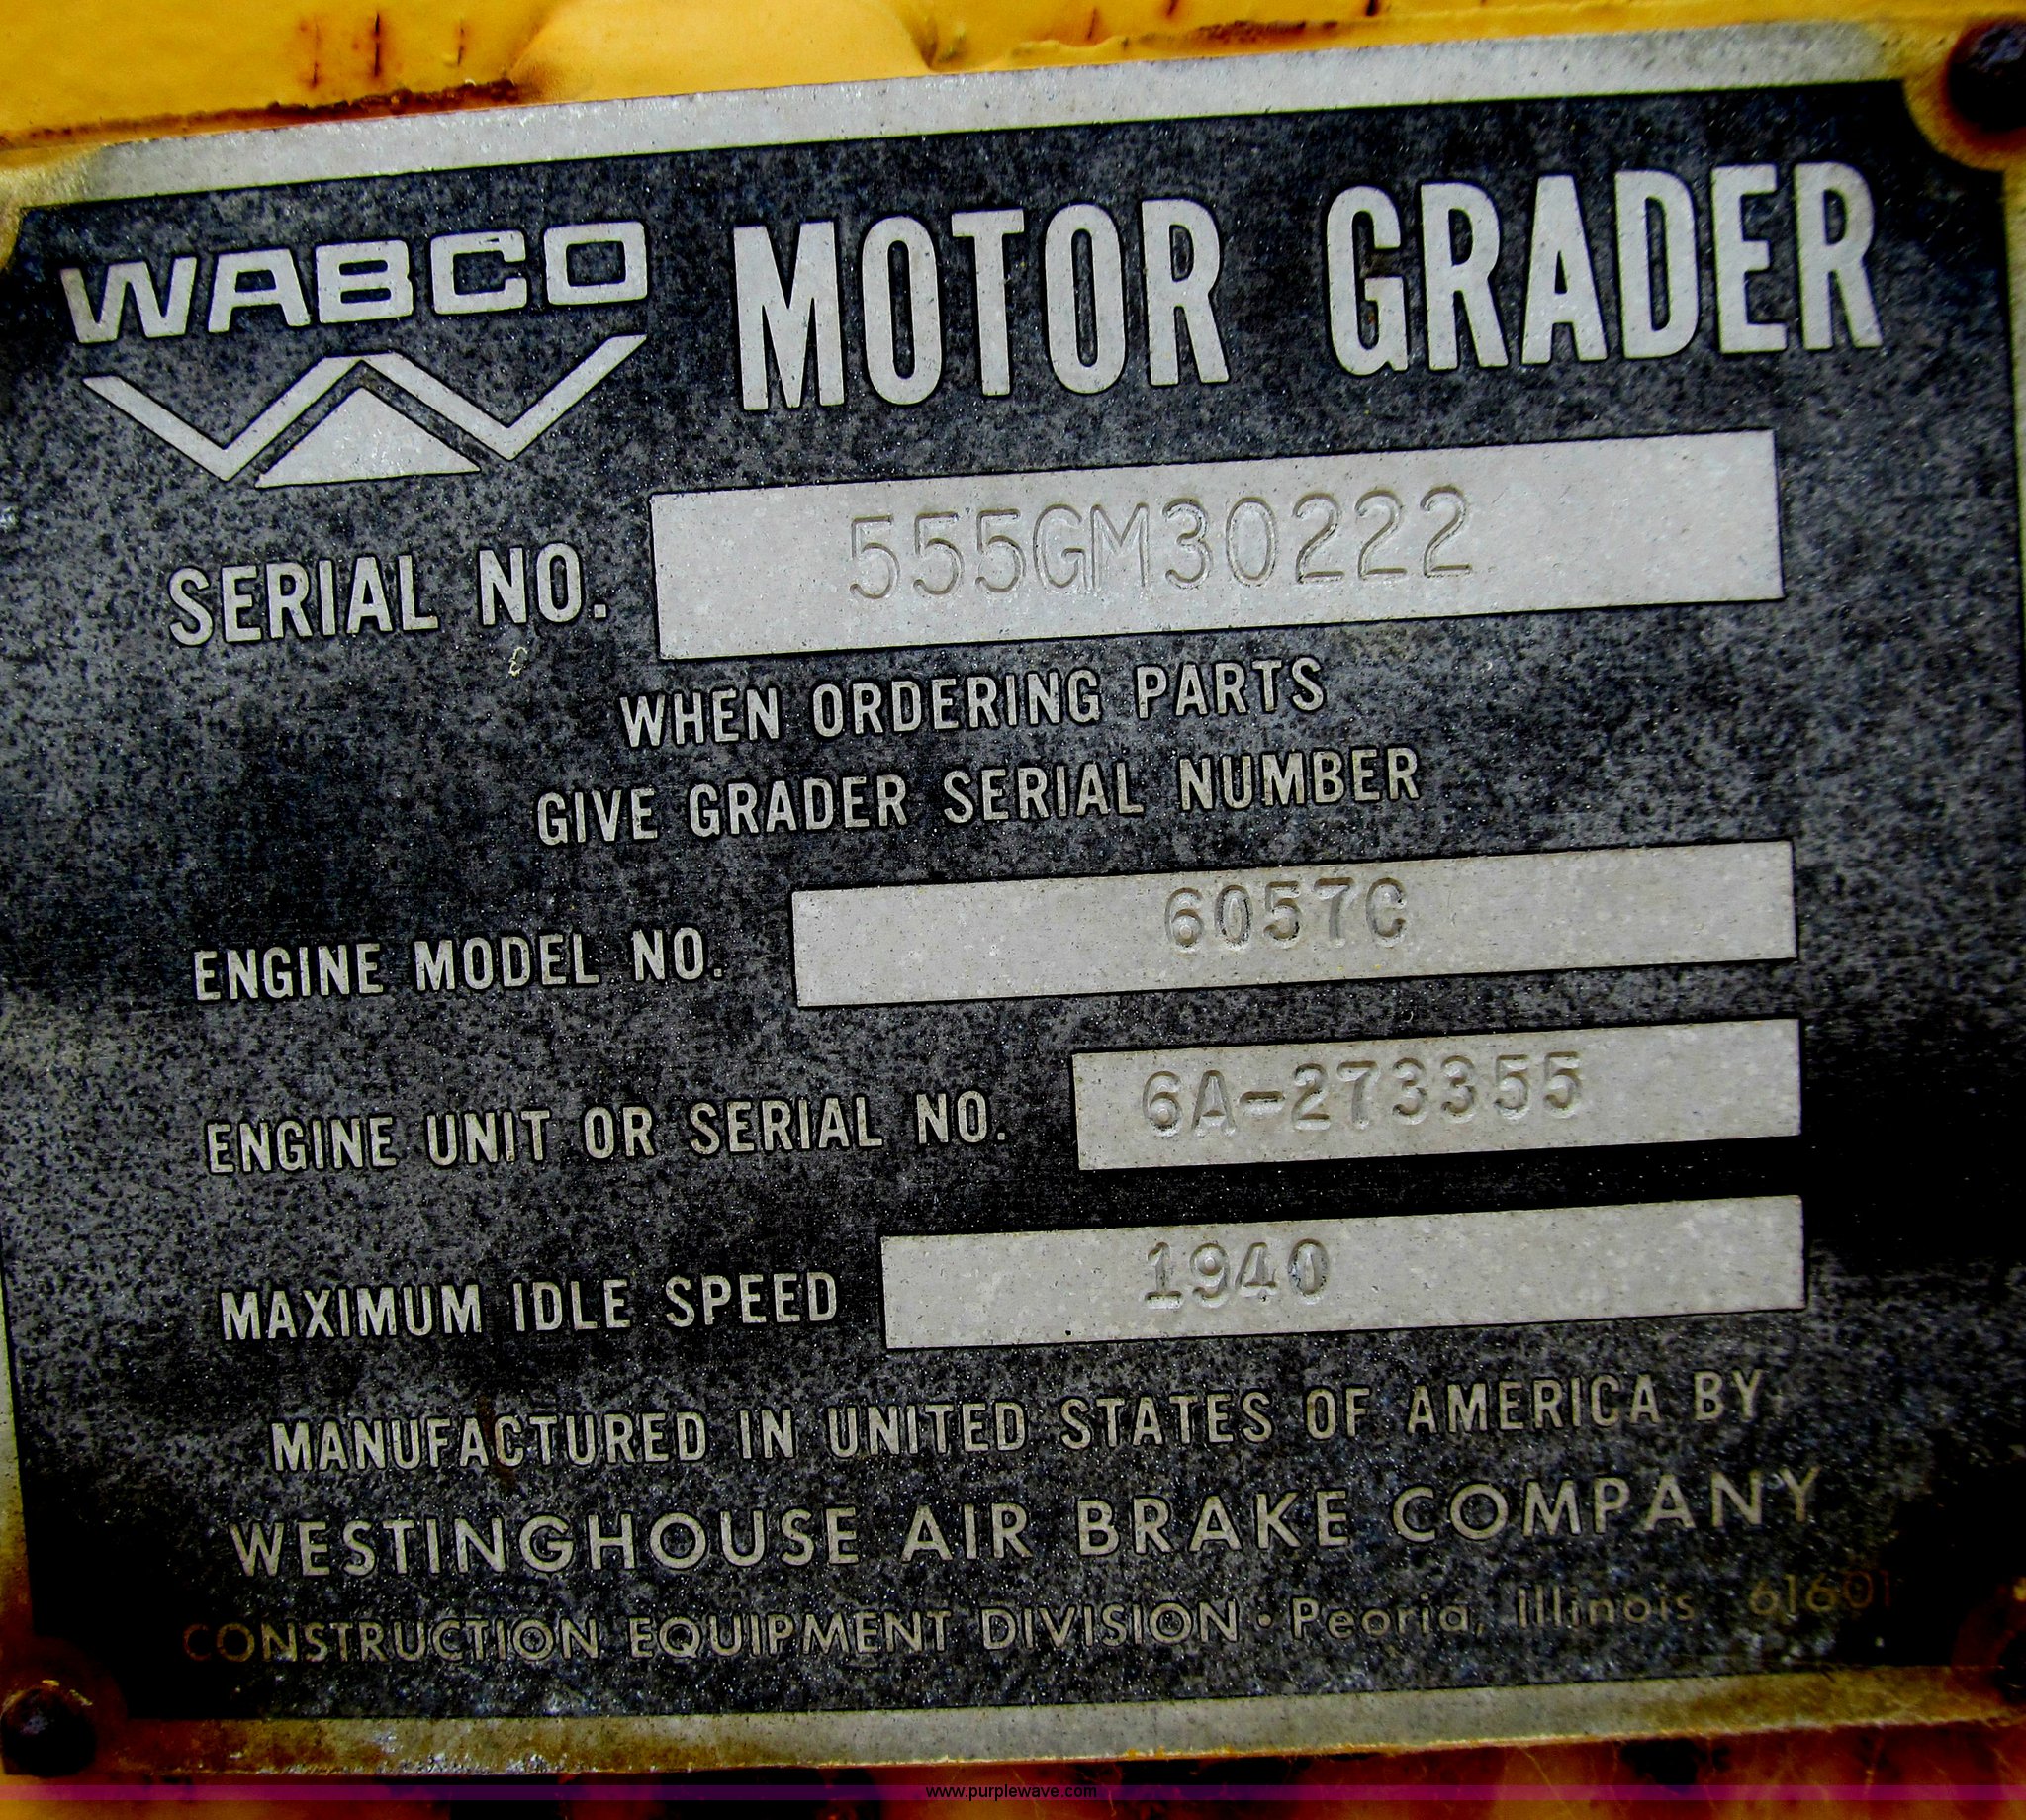 WABCO MOTOR GRADER
SERIAL NO. 555GM30222
WHEN ORDERING PARTS
GIVE GRADER SERIAL NUMBER
ENGINE MODEL NO. 6057C
ENGINE UNIT OR SERIAL NO. 6A-273355
MAXIMUM IDLE SPEED 1940
MANUFACTURED IN UNITED STATES OF AMERICA BY
WESTINGHOUSE AIR BRAKE COMPANY
CONSTRUCTION EQUIPMENT DIVISION • Peoria, Illinois 61601
www.purplewave.com